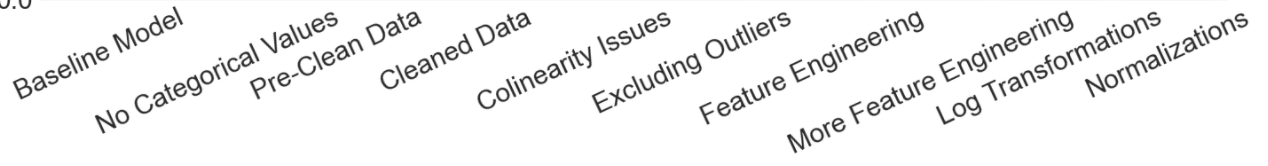 0.0
Baseline Model
No Categorical Values
Pre-Clean Data
Cleaned Data
Colinearity Issues
Excluding Outliers
Feature Engineering
More Feature Engineering
Log Transformations
Normalizations